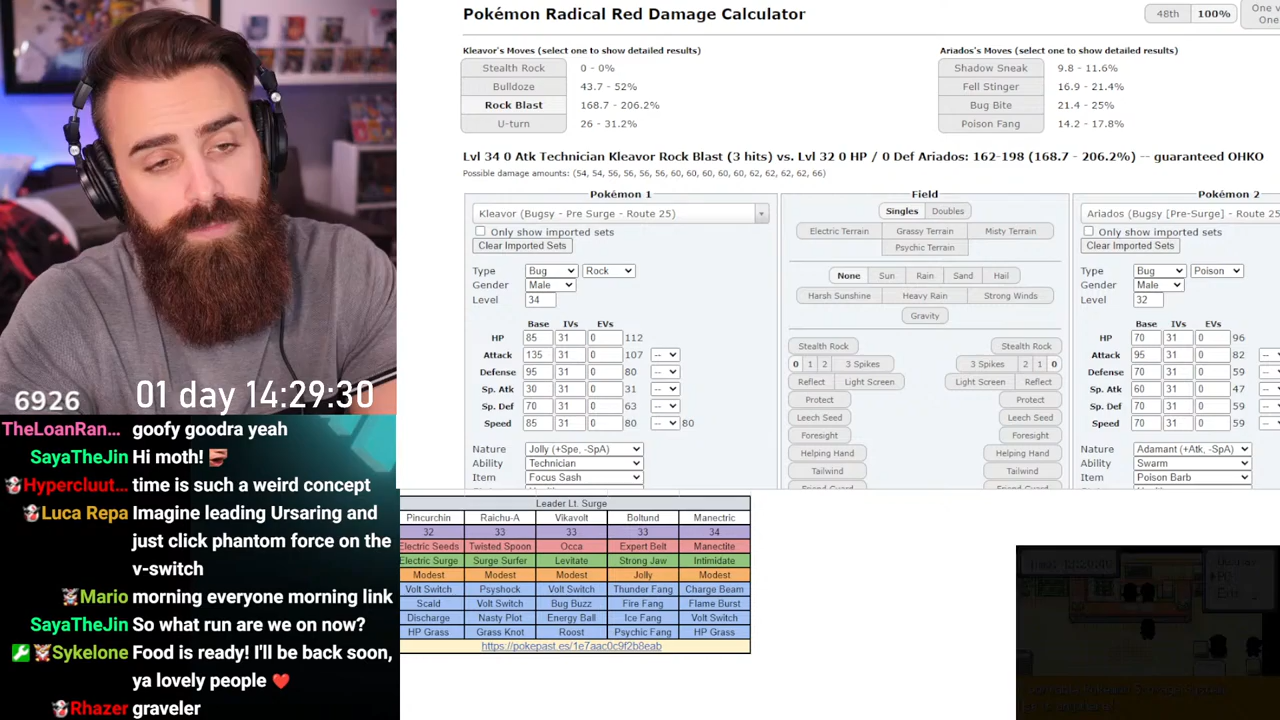 Pokémon Radical Red Damage Calculator
48th 100% One v
One
Kleavor's Moves (select one to show detailed results)
Stealth Rock 0 - 0%
Bulldoze 43.7 - 52%
Rock Blast 168.7 - 206.2%
U-turn 26 - 31.2%
Ariados's Moves (select one to show detailed results)
Shadow Sneak 9.8 - 11.6%
Fell Stinger 16.9 - 21.4%
Bug Bite 21.4 - 25%
Poison Fang 14.2 - 17.8%
Lvl 34 0 Atk Technician Kleavor Rock Blast (3 hits) vs. Lvl 32 0 HP / 0 Def Ariados: 162-198 (168.7 - 206.2%) -- guaranteed OHKO
Possible damage amounts: (54, 54, 56, 56, 56, 56, 60, 60, 60, 60, 60, 62, 62, 62, 62, 66)
Pokémon 1
Kleavor (Bugsy - Pre Surge - Route 25)
Only show imported sets
Clear Imported Sets
Type Bug Rock
Gender Male
Level 34
Base IVs EVs
HP 85 31 0 112
Attack 135 31 0 107 --
Defense 95 31 0 80 --
Sp. Atk 30 31 0 31 --
Sp. Def 70 31 0 63 --
Speed 85 31 0 80 -- 80
Nature Jolly (+Spe, -SpA)
Ability Technician
Item Focus Sash
Field
Singles Doubles
Electric Terrain Grassy Terrain Misty Terrain
Psychic Terrain
None Sun Rain Sand Hail
Harsh Sunshine Heavy Rain Strong Winds
Gravity
Stealth Rock Stealth Rock
0 1 2 3 Spikes 3 Spikes 2 1 0
Reflect Light Screen Light Screen Reflect
Protect Protect
Leech Seed Leech Seed
Foresight Foresight
Helping Hand Helping Hand
Tailwind Tailwind
Friend Guard Friend Guard
Pokémon 2
Ariados (Bugsy [Pre-Surge] - Route 25
Only show imported sets
Clear Imported Sets
Type Bug Poison
Gender Male
Level 32
Base IVs EVs
HP 70 31 0 96
Attack 95 31 0 82
Defense 70 31 0 59
Sp. Atk 60 31 0 47
Sp. Def 70 31 0 59
Speed 70 31 0 59
Nature Adamant (+Atk, -SpA)
Ability Swarm
Item Poison Barb
6926 01 day 14:29:30
TheLoanRan... goofy goodra yeah
SayaTheJin Hi moth!
Hypercluut... time is such a weird concept
Luca Repa Imagine leading Ursaring and
just click phantom force on the
v-switch
Mario morning everyone morning link
SayaTheJin So what run are we on now?
Sykelone Food is ready! I'll be back soon,
ya lovely people
Rhazer graveler
Leader Lt. Surge
Pincurchin Raichu-A Vikavolt Boltund Manectric
32 33 33 33 34
Electric Seeds Twisted Spoon Occa Expert Belt Manectite
Electric Surge Surge Surfer Levitate Strong Jaw Intimidate
Modest Modest Modest Jolly Modest
Volt Switch Psyshock Volt Switch Thunder Fang Charge Beam
Scald Volt Switch Bug Buzz Fire Fang Flame Burst
Discharge Nasty Plot Energy Ball Ice Fang Volt Switch
HP Grass Grass Knot Roost Psychic Fang HP Grass
https://pokepast.es/1e7aac0c9f2b8eab